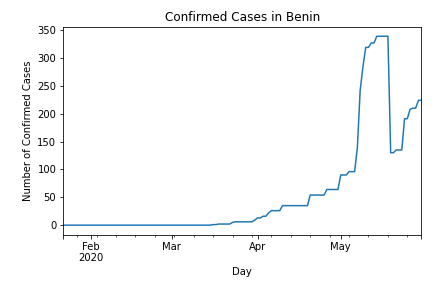 Confirmed Cases in Benin
350
300
250
200
150
100
50
0
Number of Confirmed Cases
Feb Mar Apr May
2020
Day